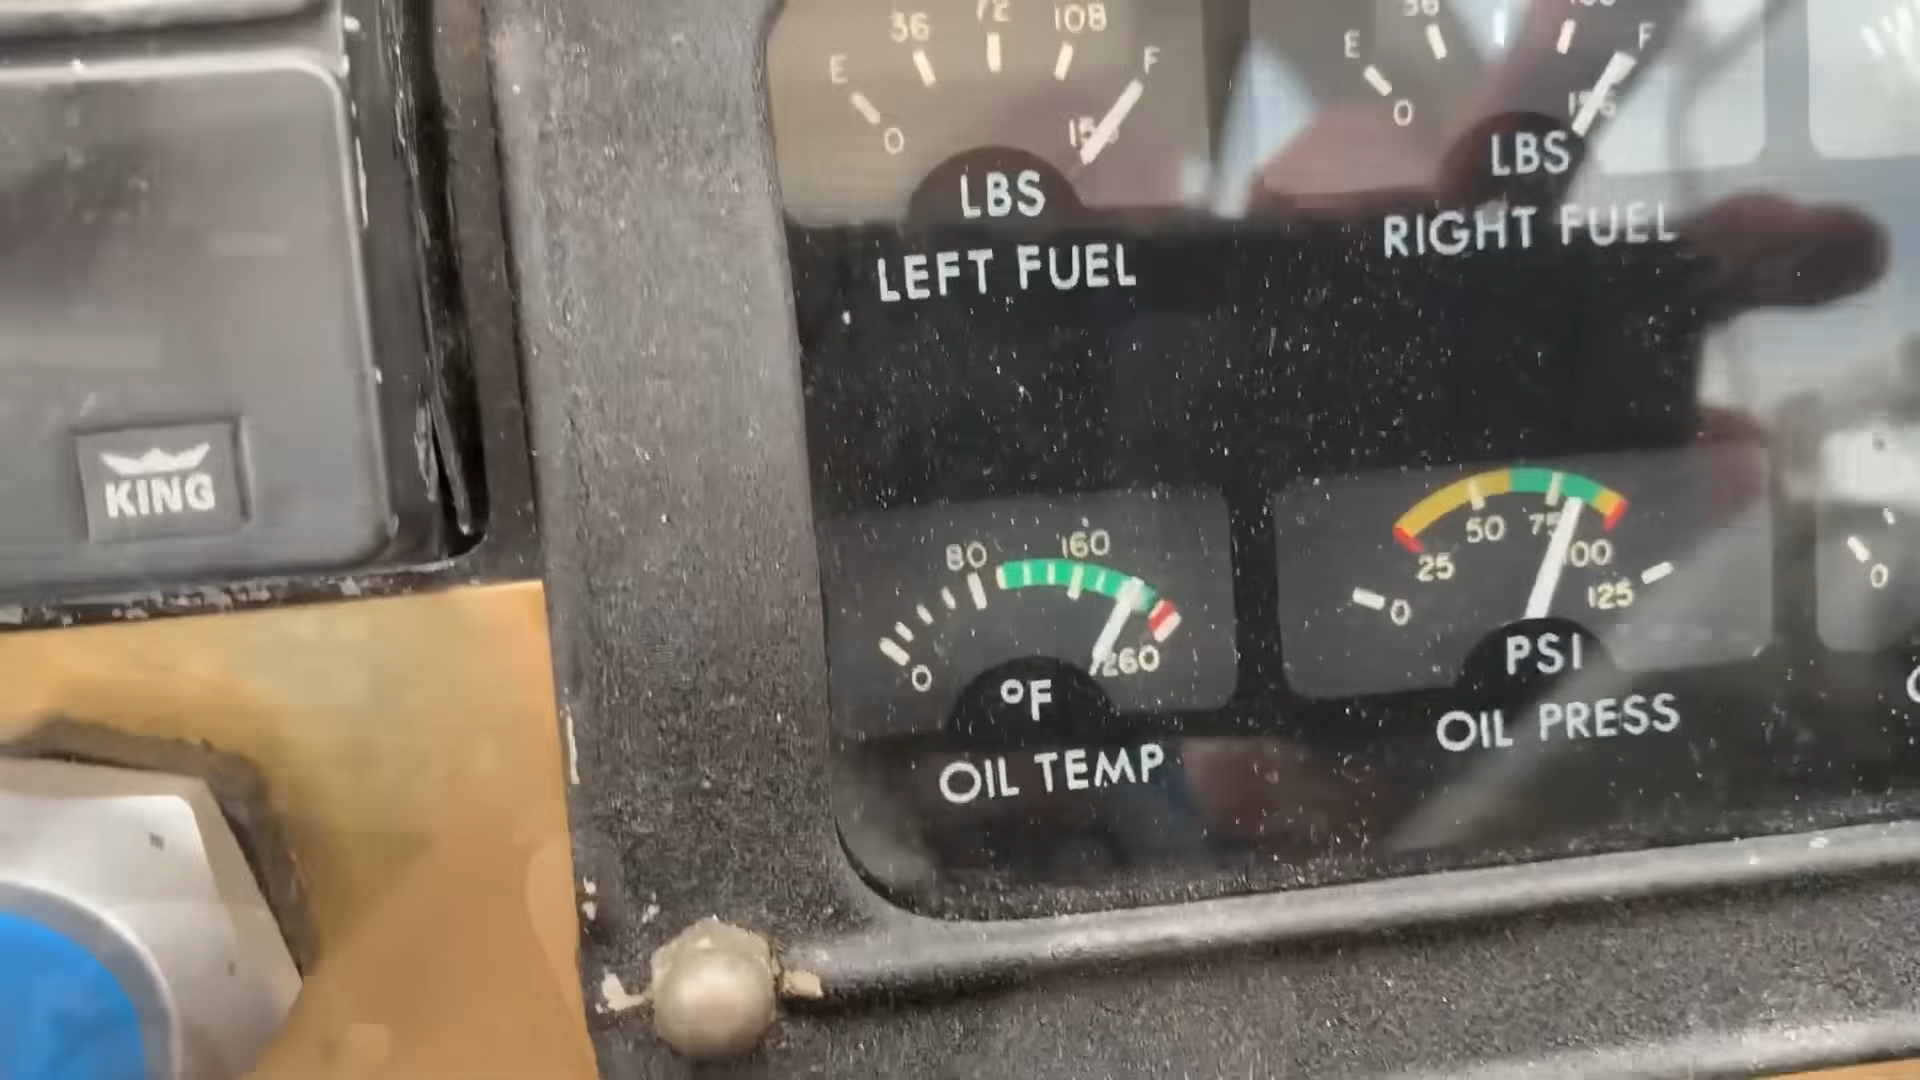 36 72 108
E F
0
LBS
LEFT FUEL
E F
0 156
LBS
RIGHT FUEL
KING
80 160
0 260
°F
OIL TEMP
25 50 75 100
0 125
PSI
OIL PRESS
0